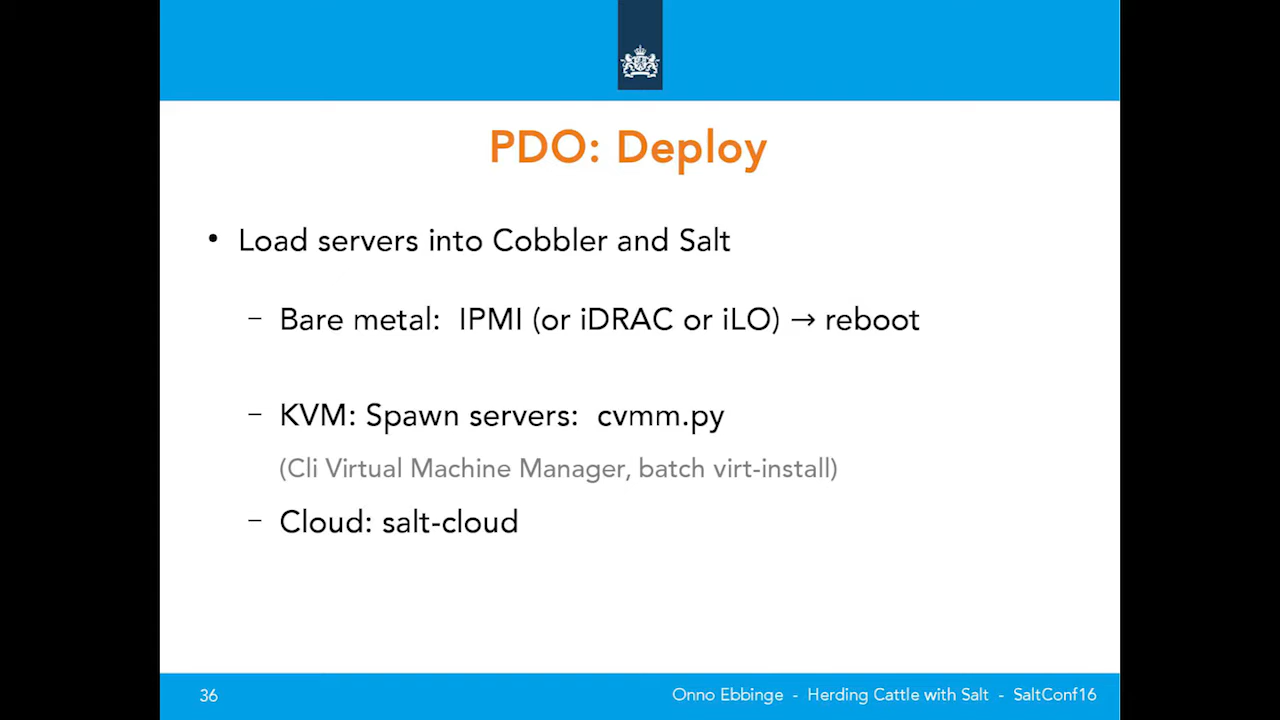 PDO: Deploy
• Load servers into Cobbler and Salt
– Bare metal:  IPMI (or iDRAC or iLO) → reboot
– KVM: Spawn servers:  cvmm.py
(Cli Virtual Machine Manager, batch virt-install)
– Cloud: salt-cloud
36
Onno Ebbinge  -  Herding Cattle with Salt  -  SaltConf16